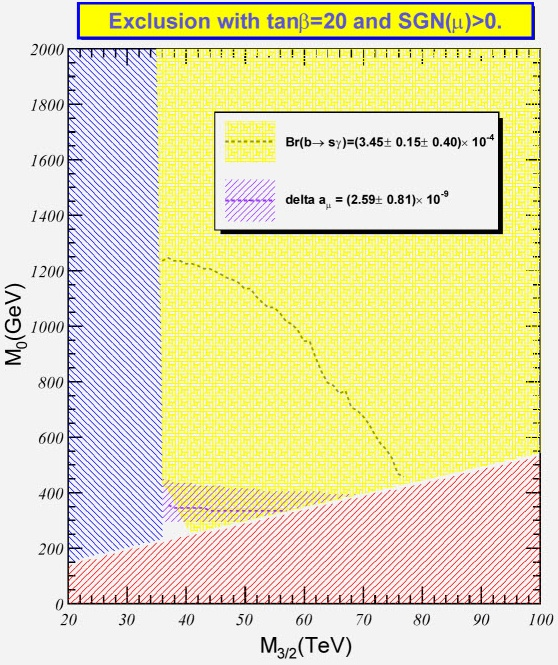 Exclusion with tanβ=20 and SGN(μ)>0.
2000
1800
1600
1400
1200
1000
800
600
400
200
0
M₀(GeV)
Br(b→ sγ)=(3.45± 0.15± 0.40)× 10⁻⁴
delta aμ = (2.59± 0.81)× 10⁻⁹
20 30 40 50 60 70 80 90 100
M₃/₂(TeV)